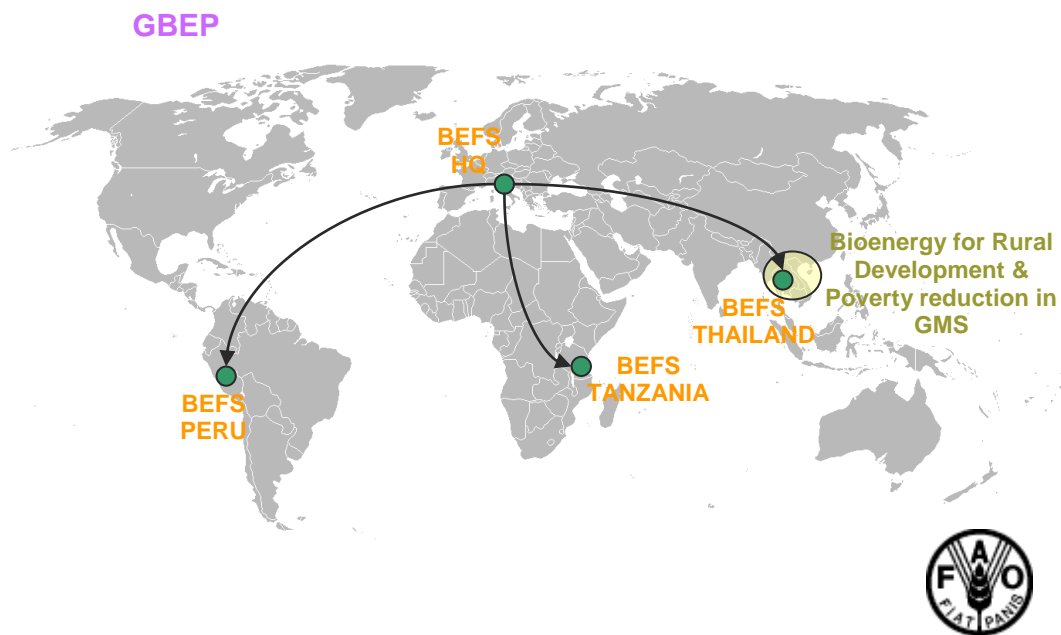 GBEP
BEFS
HQ
Bioenergy for Rural
Development &
Poverty reduction in
GMS
BEFS
THAILAND
BEFS
TANZANIA
BEFS
PERU
F A O
FIAT PANIS